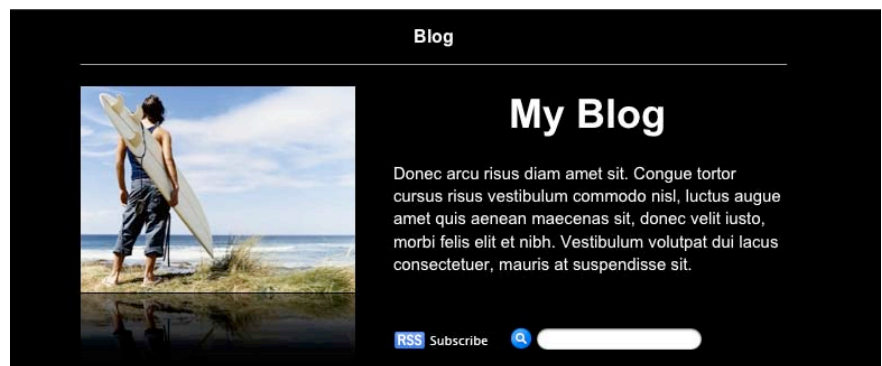 Blog
My Blog
Donec arcu risus diam amet sit. Congue tortor
cursus risus vestibulum commodo nisl, luctus augue
amet quis aenean maecenas sit, donec velit iusto,
morbi felis elit et nibh. Vestibulum volutpat dui lacus
consectetuer, mauris at suspendisse sit.
RSS Subscribe